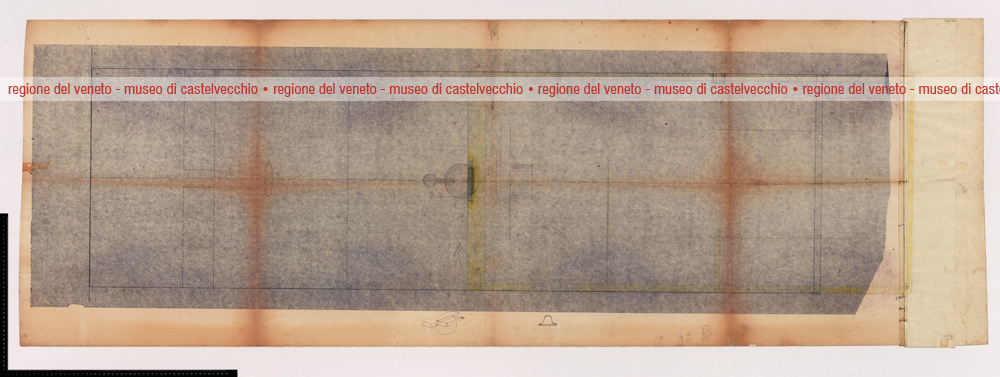 regione del veneto - museo di castelvecchio • regione del veneto - museo di castelvecchio • regione del veneto - museo di castelvecchio • regione del veneto - museo di cast